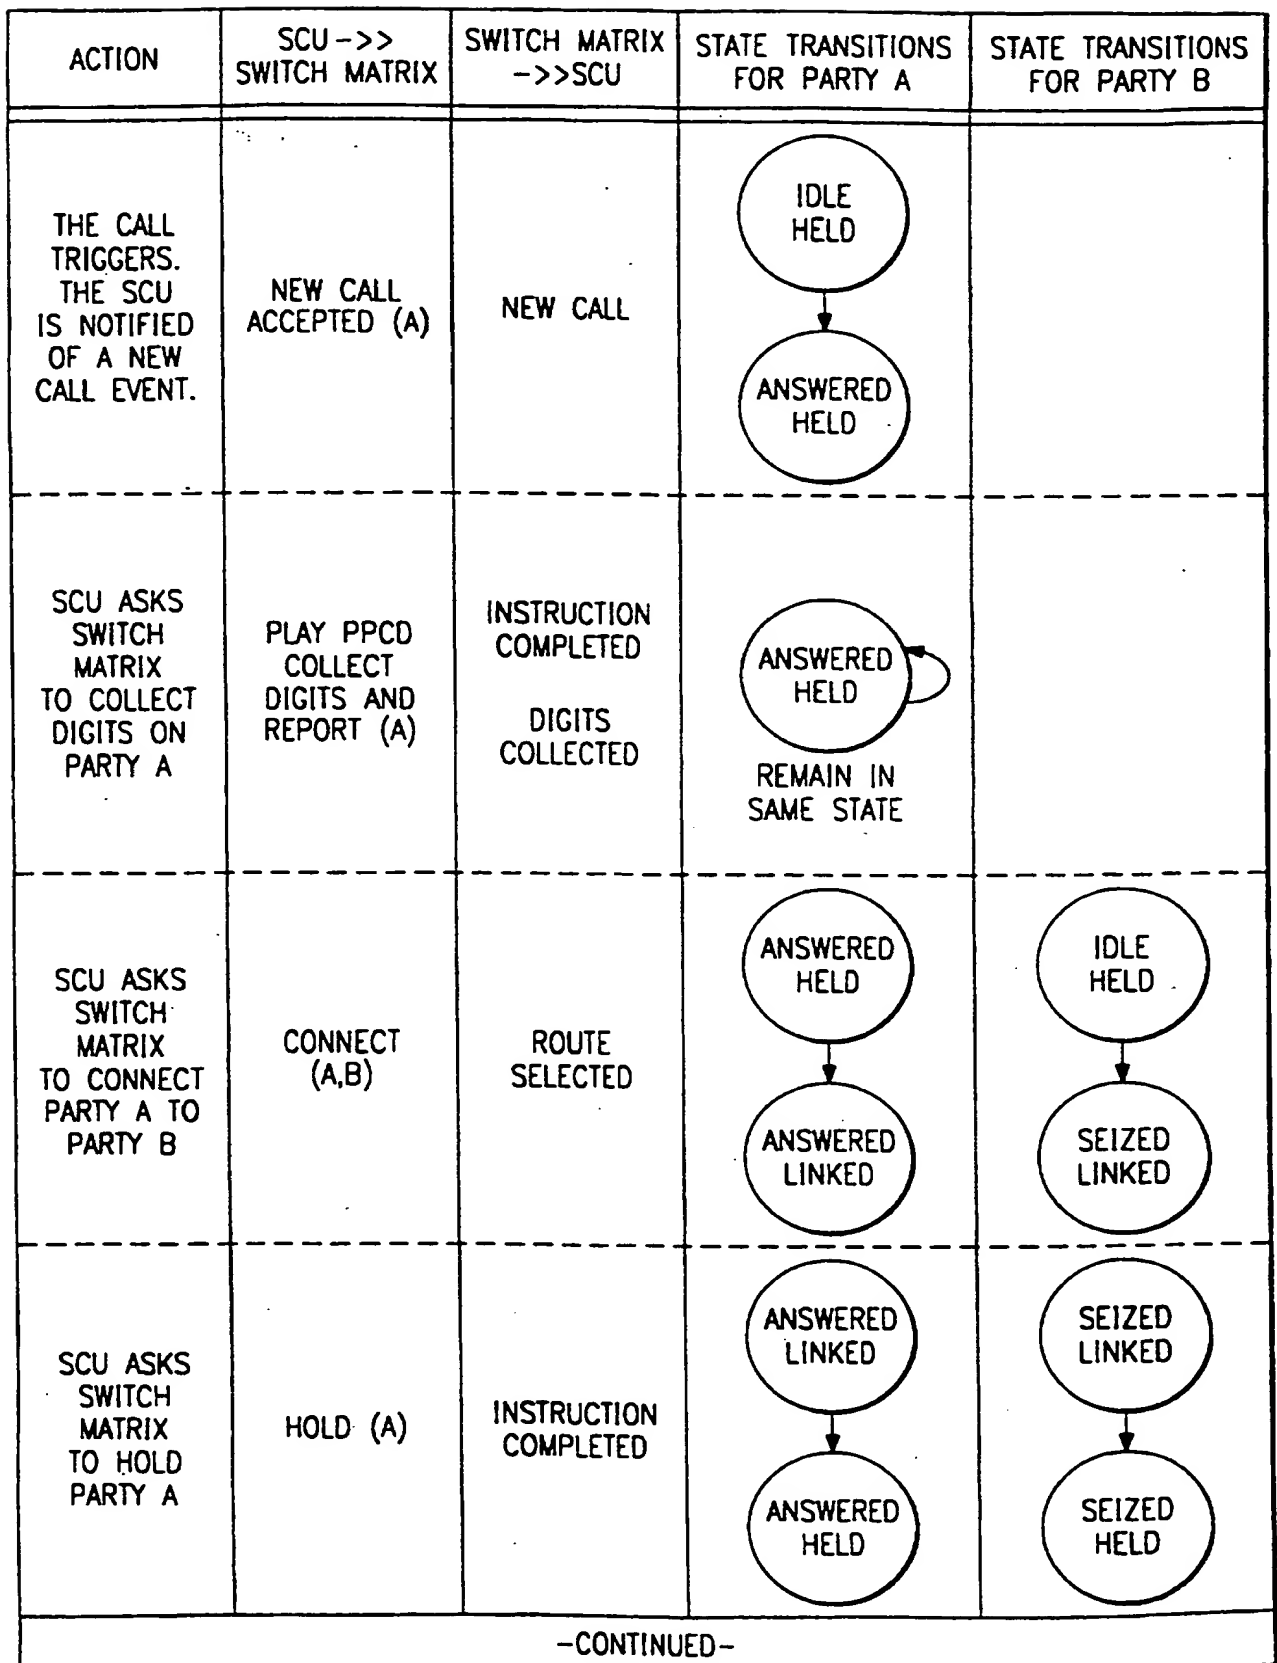 ACTION
SCU->>
SWITCH MATRIX
SWITCH MATRIX
->>SCU
STATE TRANSITIONS
FOR PARTY A
STATE TRANSITIONS
FOR PARTY B
THE CALL
TRIGGERS.
THE SCU
IS NOTIFIED
OF A NEW
CALL EVENT.
NEW CALL
ACCEPTED (A)
NEW CALL
IDLE
HELD
ANSWERED
HELD
SCU ASKS
SWITCH
MATRIX
TO COLLECT
DIGITS ON
PARTY A
PLAY PPCD
COLLECT
DIGITS AND
REPORT (A)
INSTRUCTION
COMPLETED
DIGITS
COLLECTED
ANSWERED
HELD
REMAIN IN
SAME STATE
SCU ASKS
SWITCH
MATRIX
TO CONNECT
PARTY A TO
PARTY B
CONNECT
(A,B)
ROUTE
SELECTED
ANSWERED
HELD
ANSWERED
LINKED
IDLE
HELD
SEIZED
LINKED
SCU ASKS
SWITCH
MATRIX
TO HOLD
PARTY A
HOLD (A)
INSTRUCTION
COMPLETED
ANSWERED
LINKED
ANSWERED
HELD
SEIZED
LINKED
SEIZED
HELD
-CONTINUED-